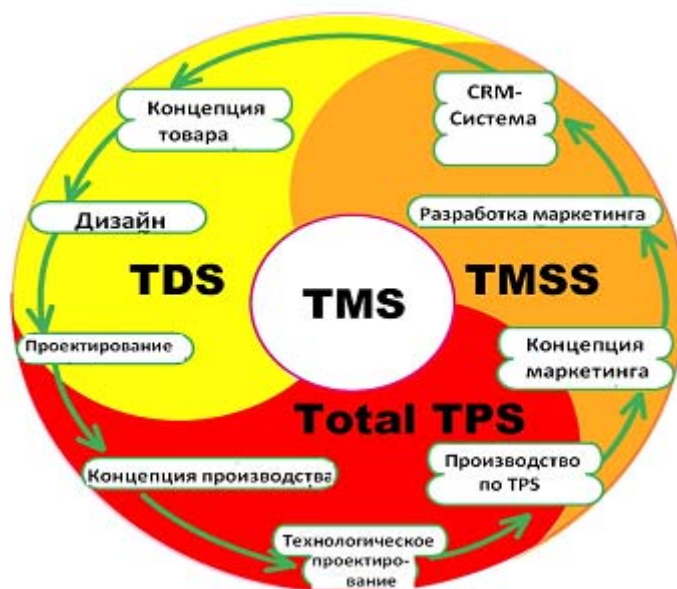 CRM-
Система
Концепция
товара
Дизайн
Разработка маркетинга
TDS
TMS
TMSS
Проектирование
Концепция
маркетинга
Total TPS
Концепция производства
Производство
по TPS
Технологическое
проектиро-
вание